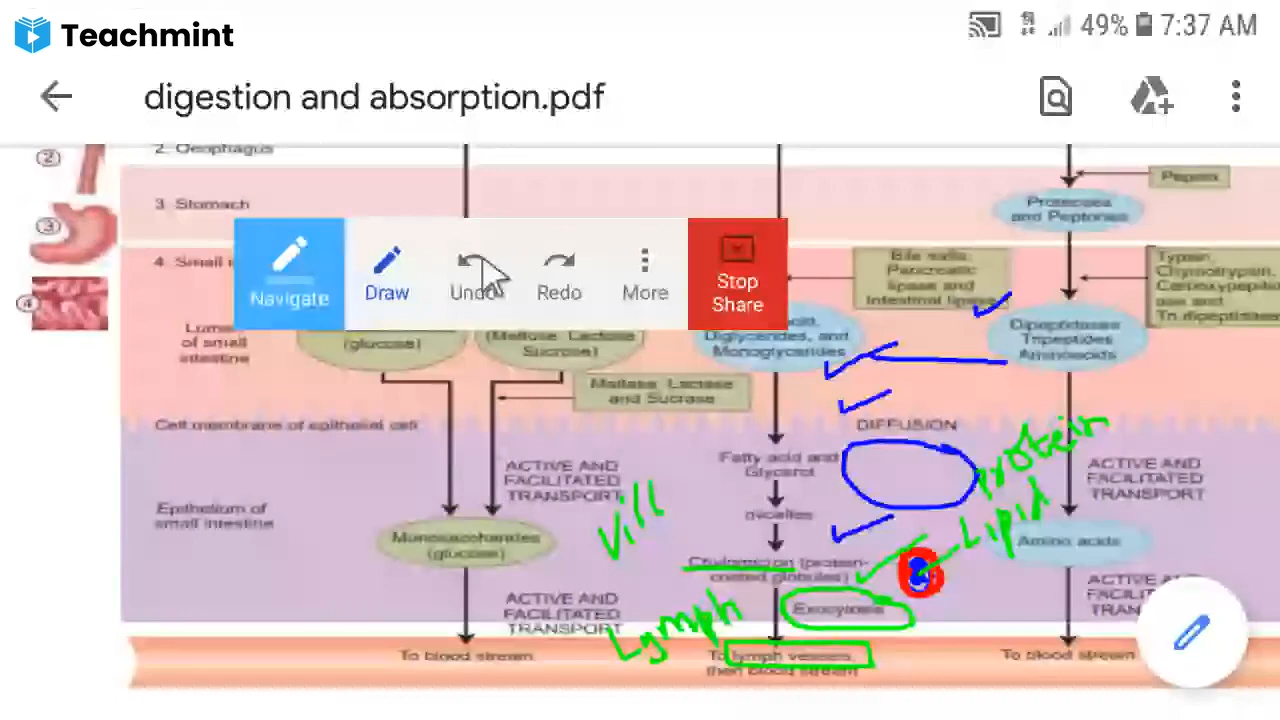 Teachmint
49% 7:37 AM
digestion and absorption.pdf
2. Oesophagus
3. Stomach
Pepsin
Proteoses
and Peptones
4. Small
Navigate
Draw
Undo
Redo
More
Stop
Share
Bile salts,
Pancreatic
lipase and
Intestinal lipase
Lumen
of small
intestine
(glucose)
(Maltose, Lactose
Sucrose)
Diglycerides, and
Monoglycerides
Dipeptidases
Tripeptides
Aminoacids
Maltase, Lactase
and Sucrase
Cell membrane of epithelial cell
DIFFUSION
Epithelium of
small intestine
ACTIVE AND
FACILITATED
TRANSPORT
Fatty acid and
Glycerol
micelles
Protein
ACTIVE AND
FACILITATED
TRANSPORT
Vill
Lipid
Monosaccharides
(glucose)
Chylomicron (protein-
coated globules)
Amino acids
ACTIVE AND
FACILITATED
TRANSPORT
Lymph
Exocytosis
To blood stream
To lymph vessels,
then blood stream
To blood stream